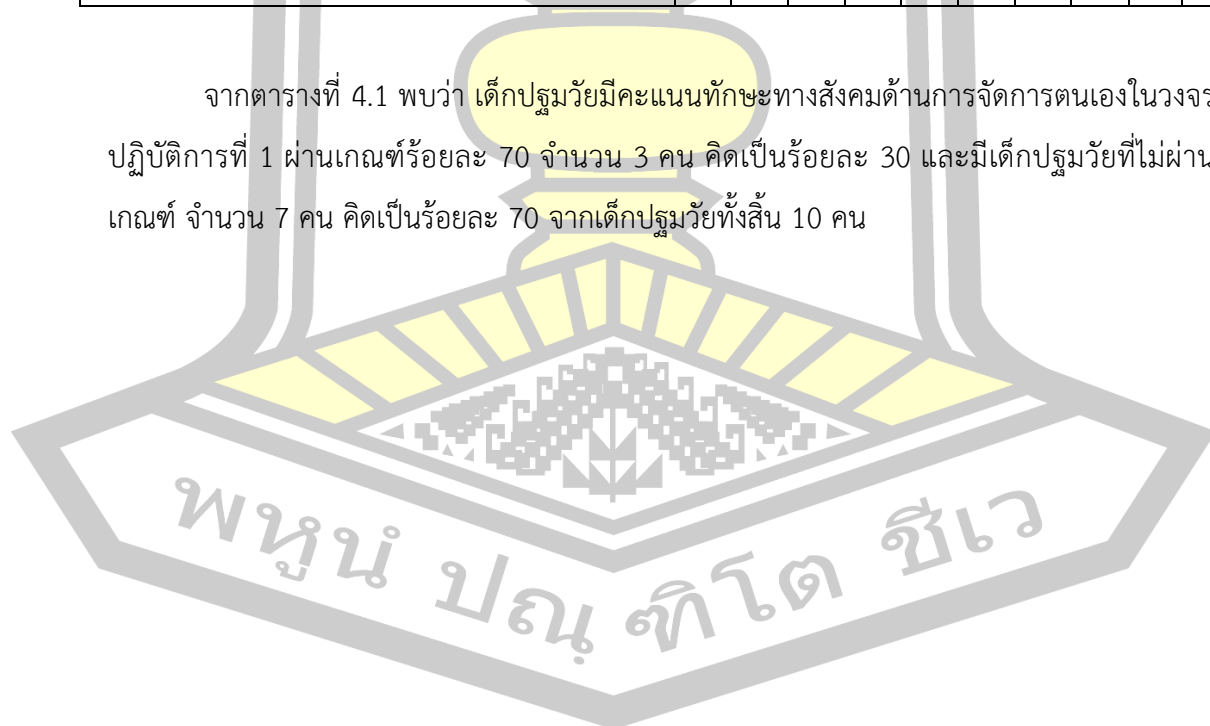 จากตารางที่ 4.1 พบว่า เด็กปฐมวัยมีคะแนนทักษะทางสังคมด้านการจัดการตนเองในวงจร
ปฏิบัติการที่ 1 ผ่านเกณฑ์ร้อยละ 70 จำนวน 3 คน คิดเป็นร้อยละ 30 และมีเด็กปฐมวัยที่ไม่ผ่าน
เกณฑ์ จำนวน 7 คน คิดเป็นร้อยละ 70 จากเด็กปฐมวัยทั้งสิ้น 10 คน
พหูนํ ปณฺฑิโต ชีเว